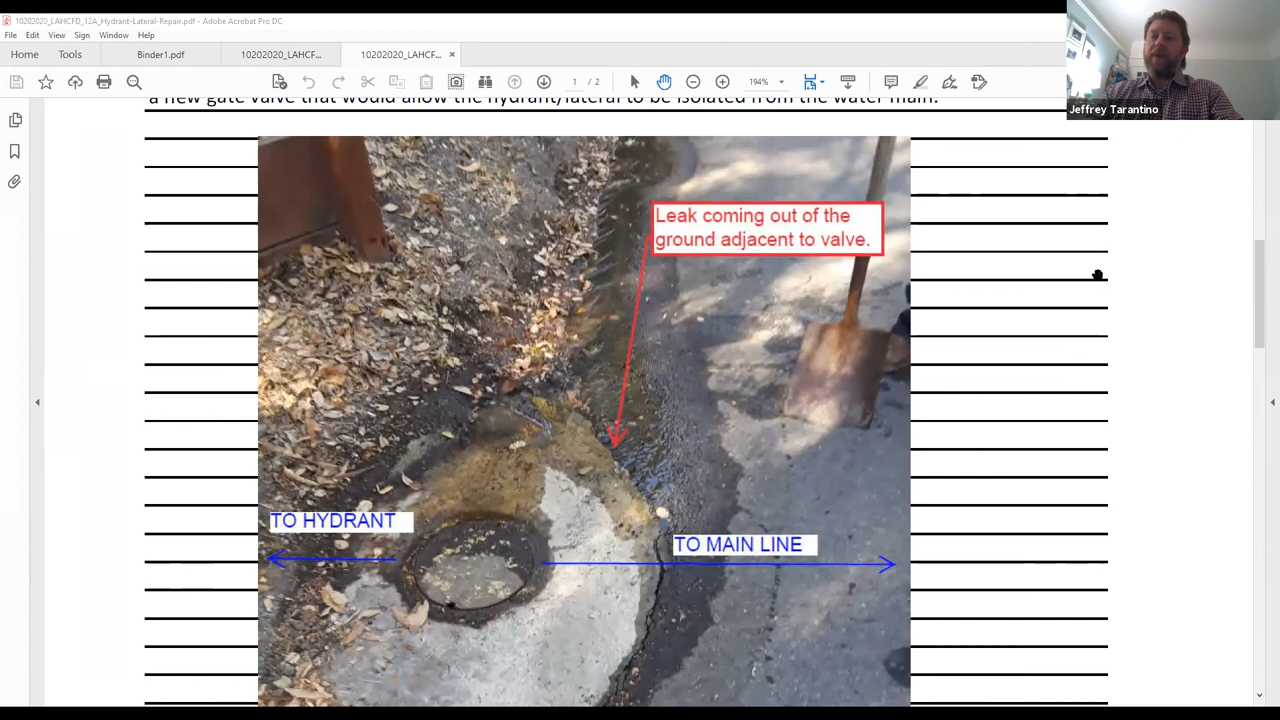 10202020_LAHCFD_12A_Hydrant-Lateral-Repair.pdf - Adobe Acrobat Pro DC
File Edit View Sign Window Help
Home Tools Binder1.pdf 10202020_LAHCF... 10202020_LAHCF... ×
1 / 2 194%
a new gate valve that would allow the hydrant/lateral to be isolated from the water main.
Jeffrey Tarantino
Leak coming out of the
ground adjacent to valve.
TO HYDRANT
TO MAIN LINE